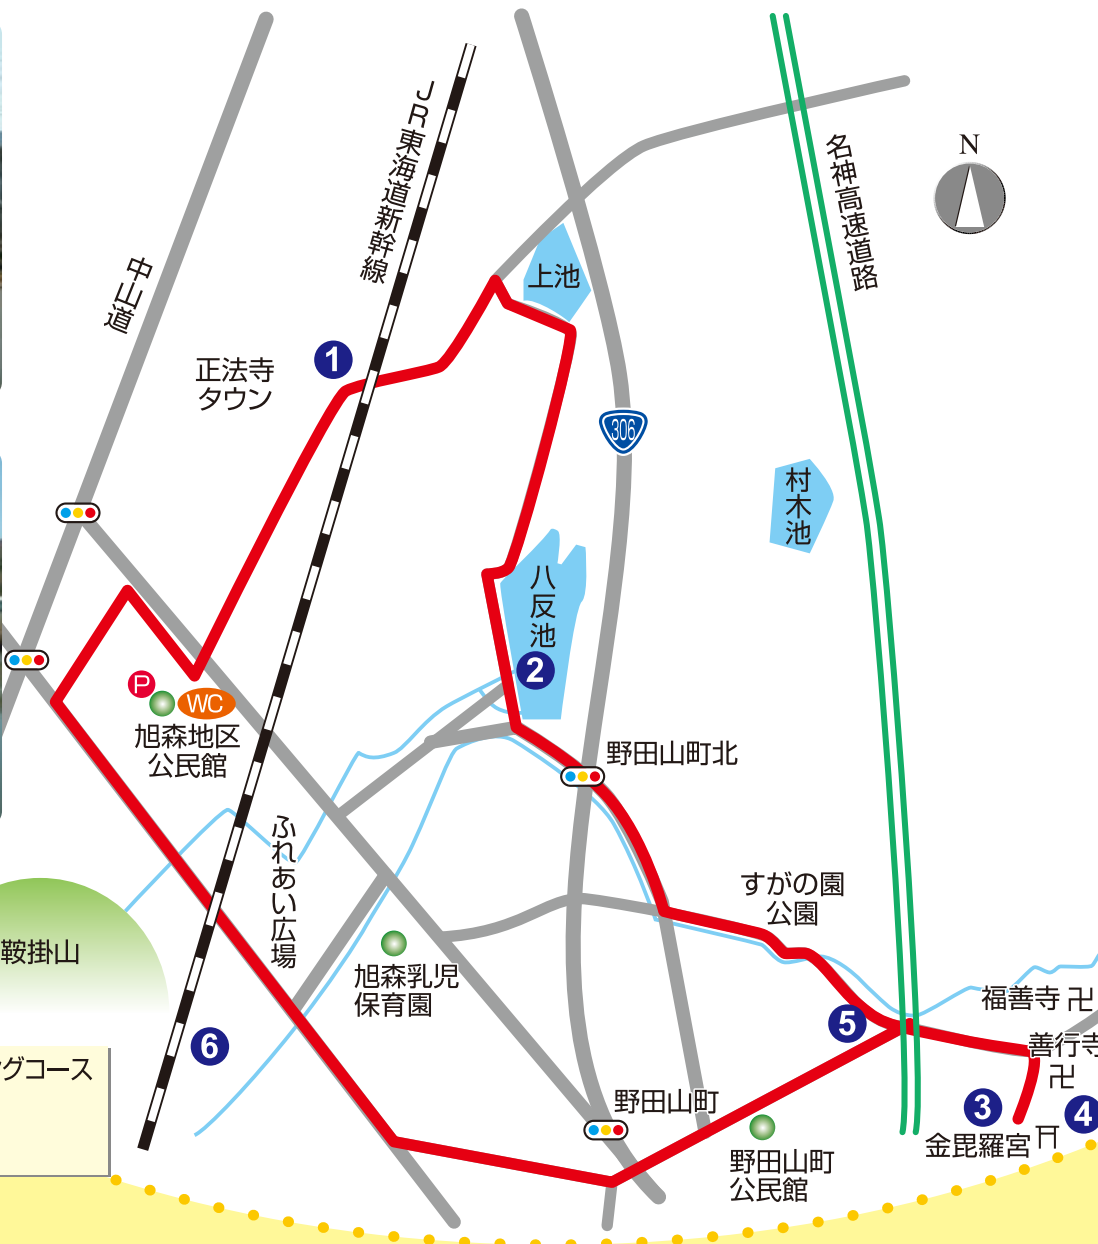 N
JR東海道新幹線
名神高速道路
中山道
上池
正法寺
タウン
1
306
村木池
八反池
2
P
WC
旭森地区
公民館
野田山町北
ふれあい広場
すがの園
公園
鞍掛山
旭森乳児
保育園
福善寺 卍
5
善行寺
卍
6
グコース
野田山町
3
4
金毘羅宮
野田山町
公民館